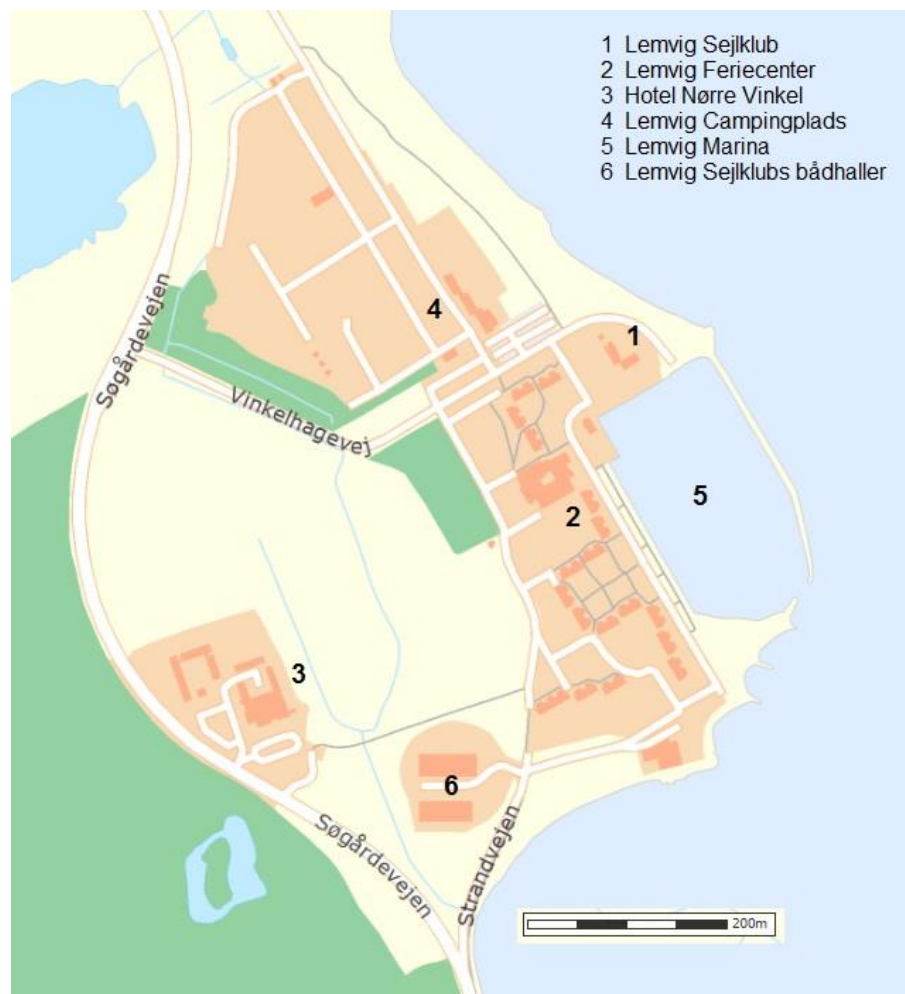 1 Lemvig Sejlklub
2 Lemvig Feriecenter
3 Hotel Nørre Vinkel
4 Lemvig Campingplads
5 Lemvig Marina
6 Lemvig Sejlklubs bådhaller
Søgårdevejen
4
1
Vinkelhagevej
5
2
3
6
Søgårdevejen
Strandvejen
200m